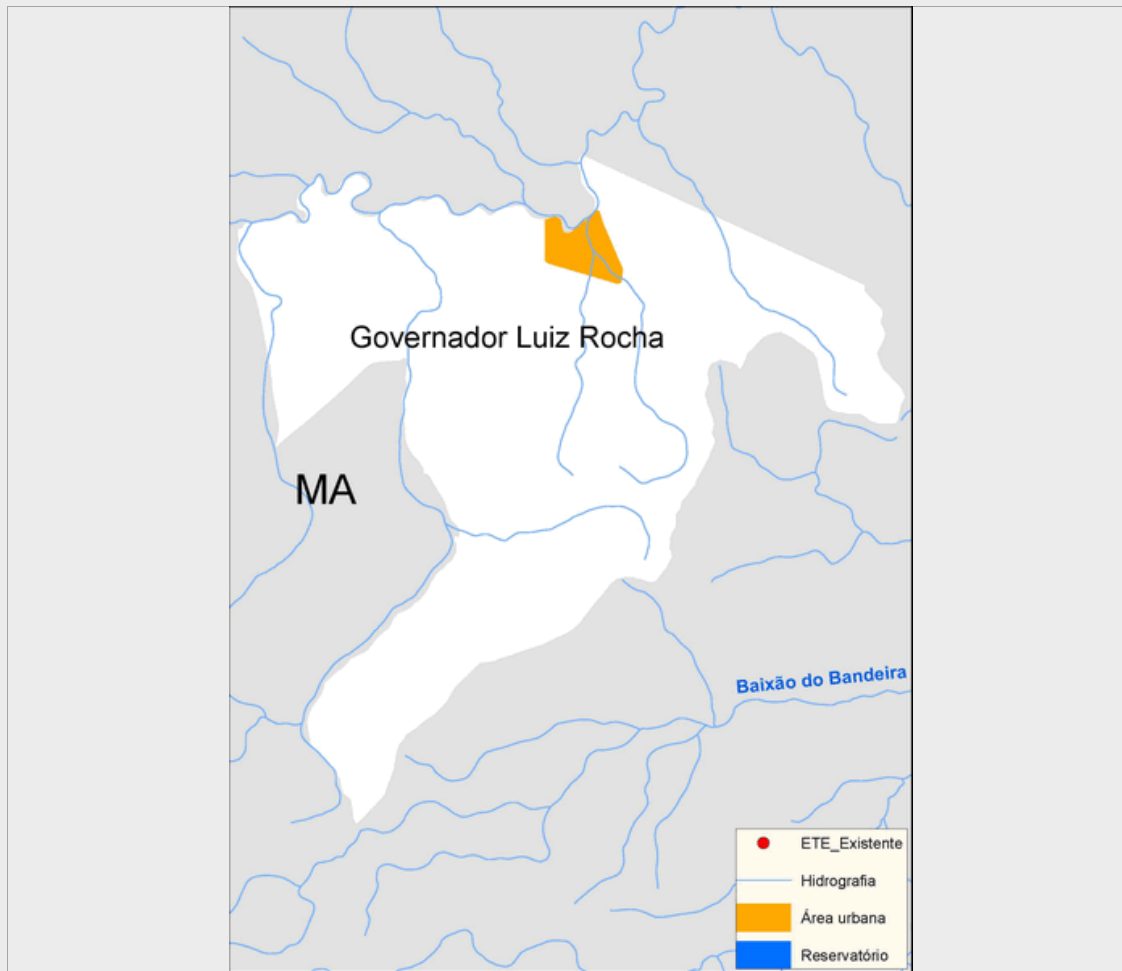 Governador Luiz Rocha
MA
Baixão do Bandeira
ETE_Existente
Hidrografia
Área urbana
Reservatório